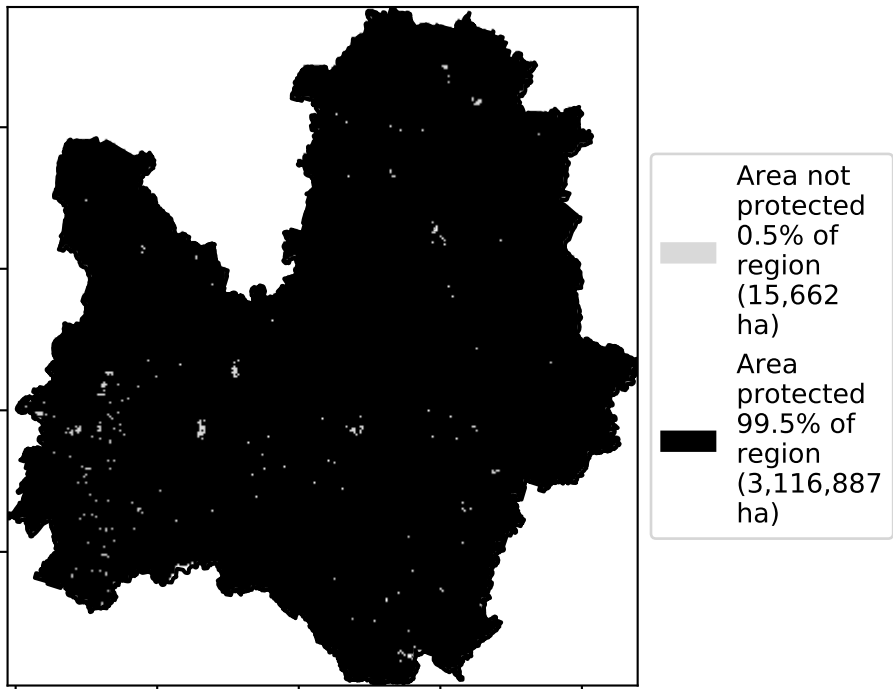 Area not
protected
0.5% of
region
(15,662
ha)
Area
protected
99.5% of
region
(3,116,887
ha)